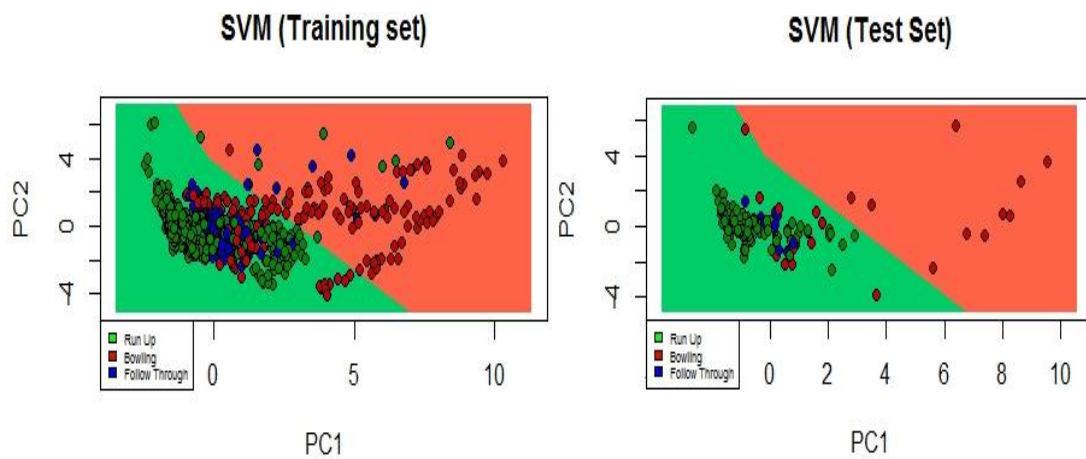 SVM (Training set)
PC2
4
0
-4
Run Up
Bowling
Follow Through
0
5
10
PC1
SVM (Test Set)
PC2
4
0
-4
Run Up
Bowling
Follow Through
0
2
4
6
8
10
PC1